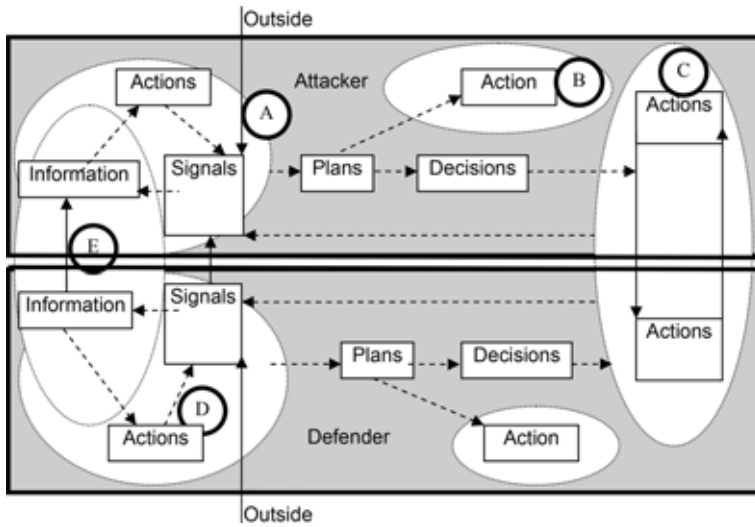 Outside
Actions
Attacker
Action
B
C
A
Actions
Information
Signals
Plans
Decisions
E
Information
Signals
Actions
Plans
Decisions
D
Actions
Defender
Action
Outside